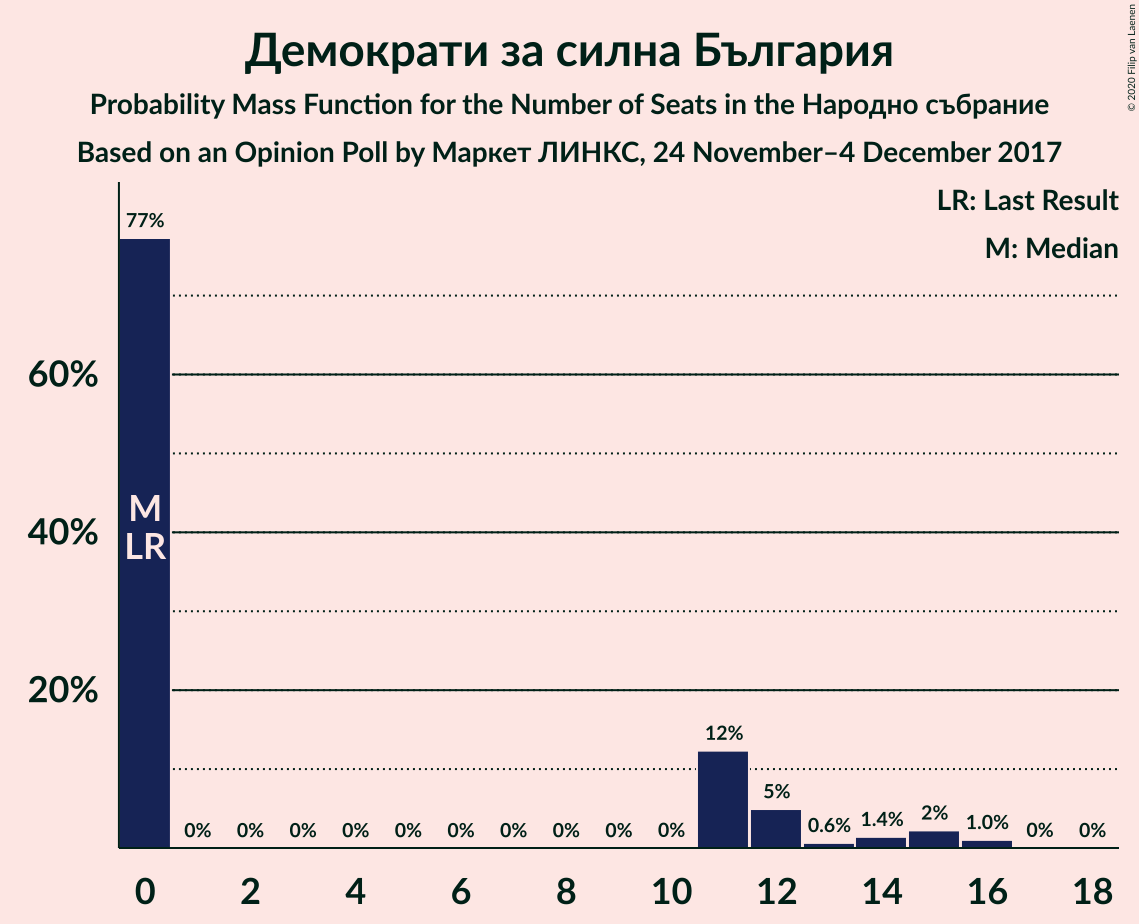 Демократи за силна България
Probability Mass Function for the Number of Seats in the Народно събрание
Based on an Opinion Poll by Маркет ЛИНКС, 24 November–4 December 2017
© 2020 Filip van Laenen
LR: Last Result
M: Median
77%
60%
40%
20%
M
LR
0% 0% 0% 0% 0% 0% 0% 0% 0% 0% 12% 5% 0.6% 1.4% 2% 1.0% 0% 0%
0 2 4 6 8 10 12 14 16 18